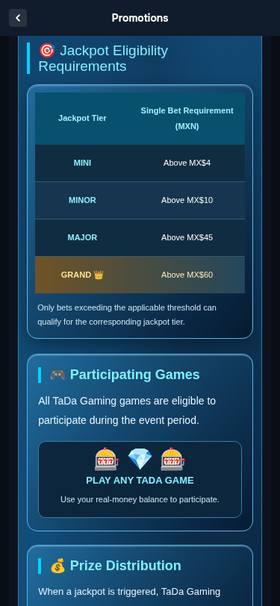 Promotions
🎯 Jackpot Eligibility
Requirements
Jackpot Tier
Single Bet Requirement
(MXN)
MINI
Above MX$4
MINOR
Above MX$10
MAJOR
Above MX$45
GRAND 👑
Above MX$60
Only bets exceeding the applicable threshold can
qualify for the corresponding jackpot tier.
🎮 Participating Games
All TaDa Gaming games are eligible to
participate during the event period.
🎰 💎 🎰
PLAY ANY TADA GAME
Use your real-money balance to participate.
💰 Prize Distribution
When a jackpot is triggered, TaDa Gaming